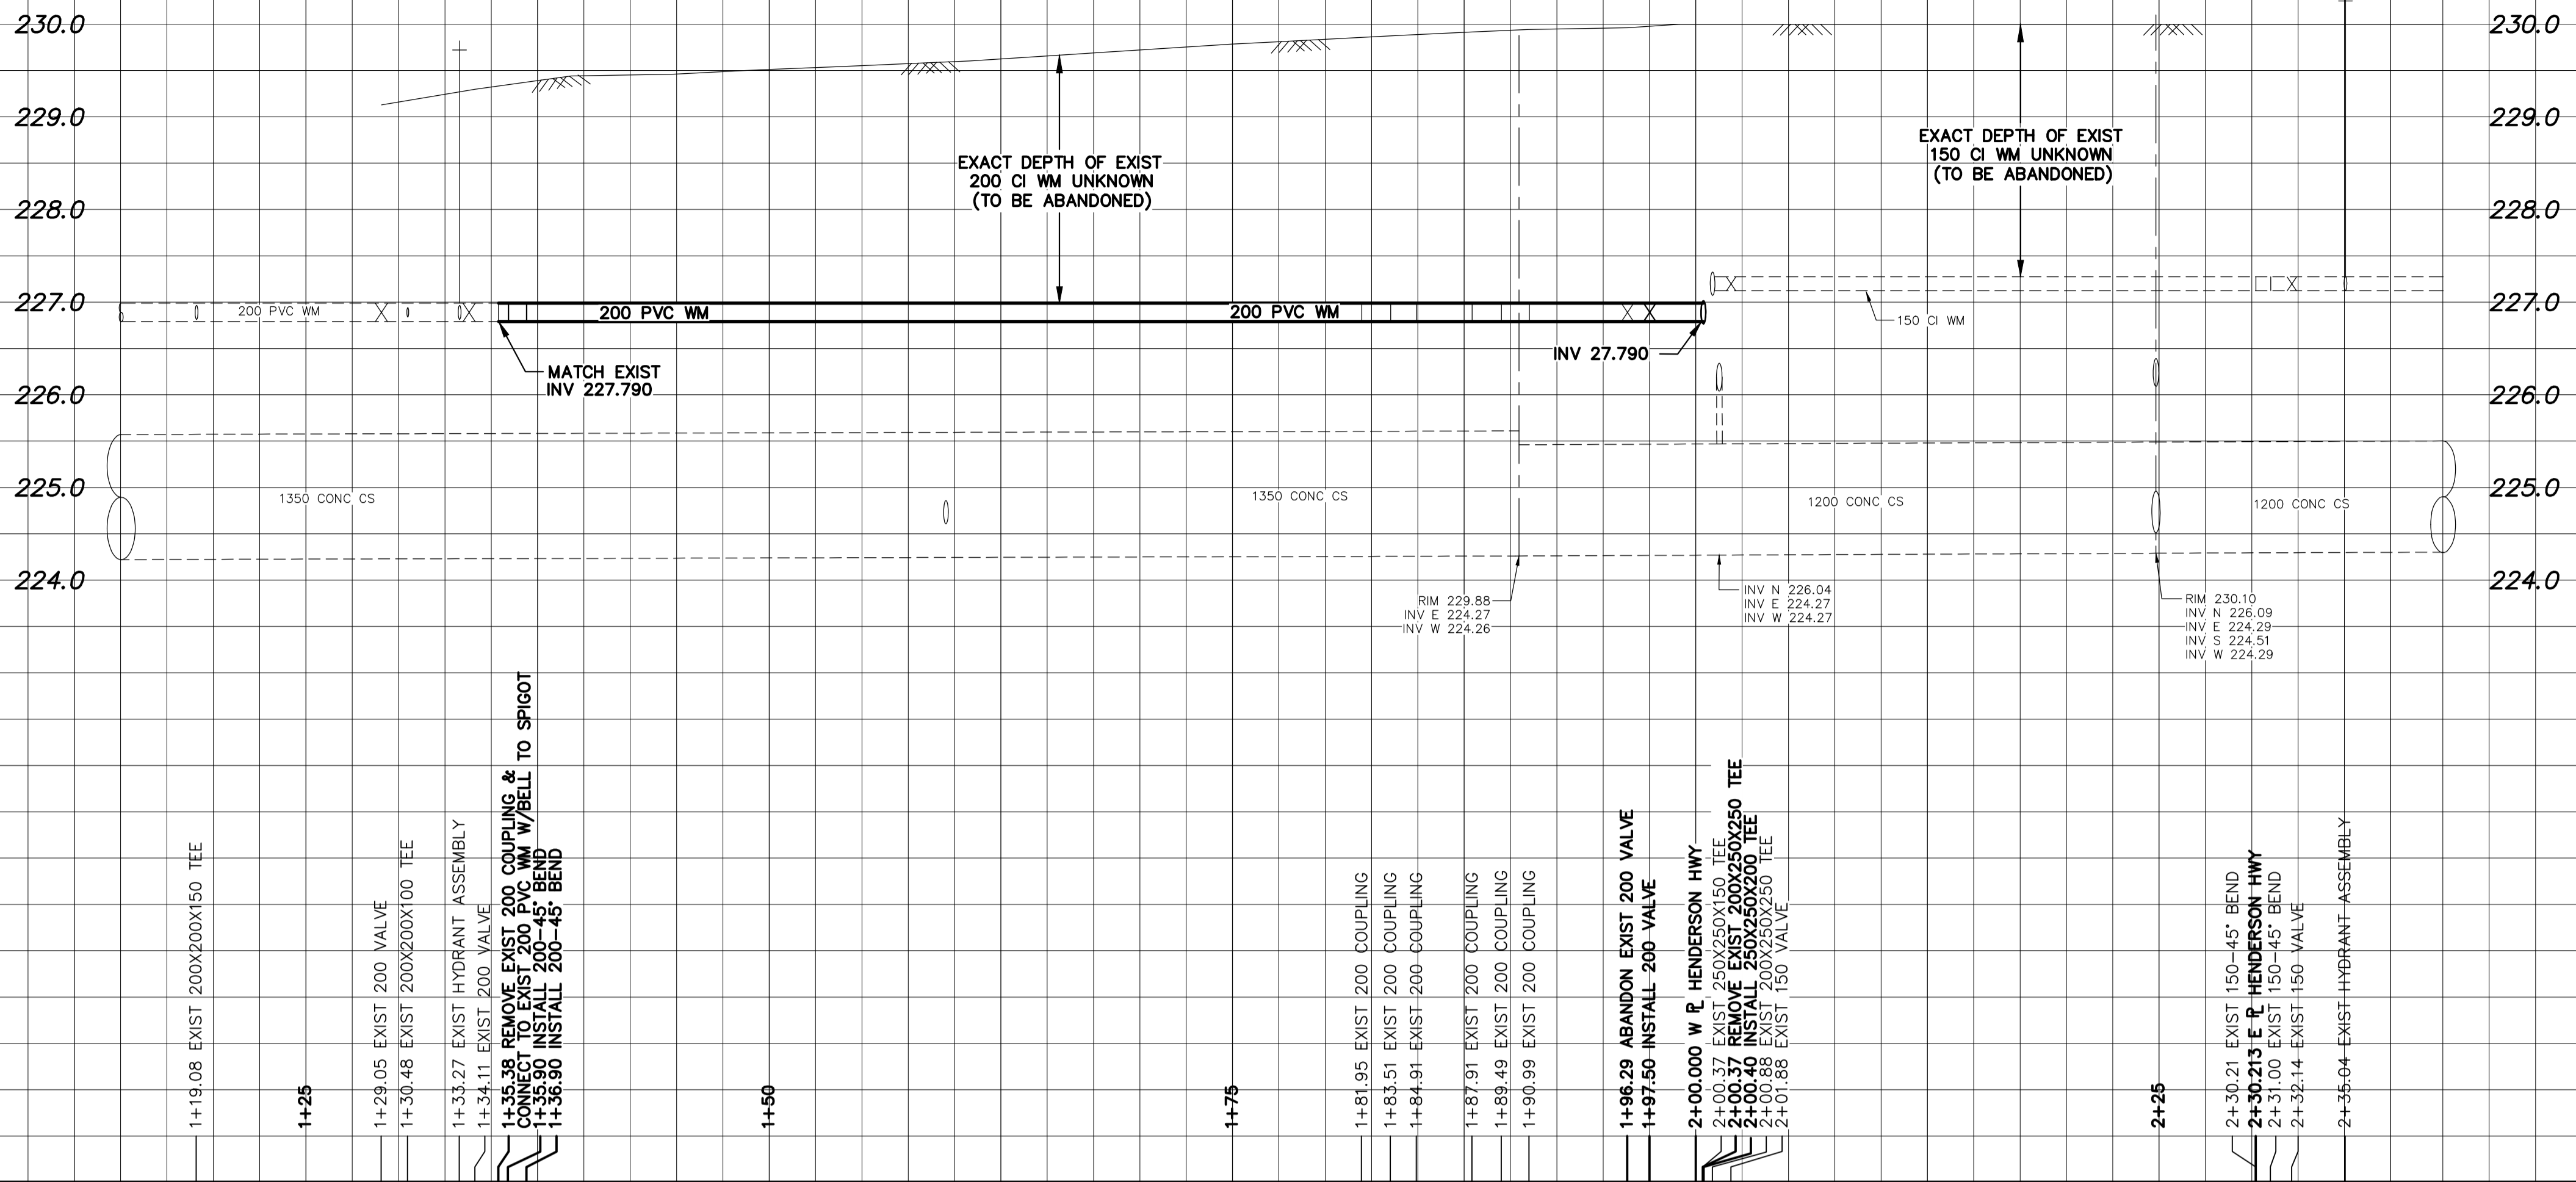 230.0
229.0
228.0
227.0
226.0
225.0
224.0
230.0
229.0
228.0
227.0
226.0
225.0
224.0
EXACT DEPTH OF EXIST
200 CI WM UNKNOWN
(TO BE ABANDONED)
EXACT DEPTH OF EXIST
150 CI WM UNKNOWN
(TO BE ABANDONED)
200 PVC WM
200 PVC WM
200 PVC WM
150 CI WM
INV 27.790
MATCH EXIST
INV 227.790
1350 CONC CS
1350 CONC CS
1200 CONC CS
1200 CONC CS
RIM 229.88
INV E 224.27
INV W 224.26
INV N 226.04
INV E 224.27
INV W 224.27
RIM 230.10
INV N 226.09
INV E 224.29
INV S 224.51
INV W 224.29
1+19.08 EXIST 200X200X150 TEE
1+25
1+29.05 EXIST 200 VALVE
1+30.48 EXIST 200X200X100 TEE
1+33.27 EXIST HYDRANT ASSEMBLY
1+34.11 EXIST 200 VALVE
1+35.38 REMOVE EXIST 200 COUPLING &
CONNECT TO EXIST 200 PVC WM W/BELL TO SPIGOT
1+35.90 INSTALL 200-45° BEND
1+36.90 INSTALL 200-45° BEND
1+50
1+75
1+81.95 EXIST 200 COUPLING
1+83.51 EXIST 200 COUPLING
1+84.91 EXIST 200 COUPLING
1+87.91 EXIST 200 COUPLING
1+89.49 EXIST 200 COUPLING
1+90.99 EXIST 200 COUPLING
1+96.29 ABANDON EXIST 200 VALVE
1+97.50 INSTALL 200 VALVE
2+00.000 W PL HENDERSON HWY
2+00.37 EXIST 250X250X150 TEE
2+00.37 REMOVE EXIST 200X250X250 TEE
2+00.40 INSTALL 250X250X200 TEE
2+00.88 EXIST 200X250X250 TEE
2+01.88 EXIST 150 VALVE
2+25
2+30.21 EXIST 150-45° BEND
2+30.213 E PL HENDERSON HWY
2+31.00 EXIST 150-45° BEND
2+32.14 EXIST 150 VALVE
2+35.04 EXIST HYDRANT ASSEMBLY